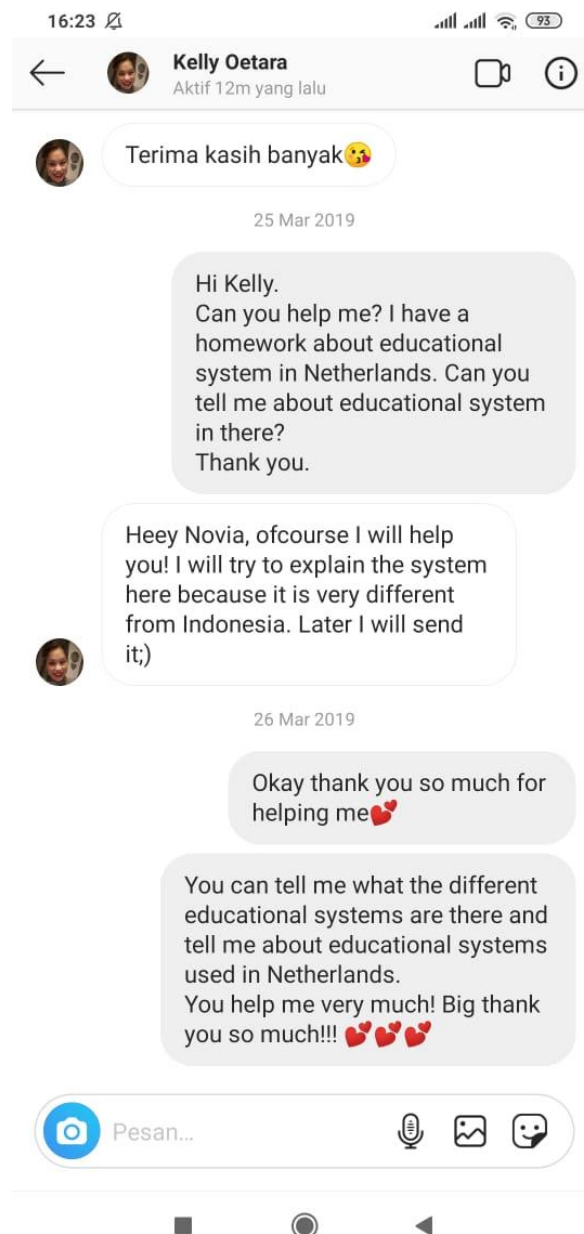 16:23
93
Kelly Oetara
Aktif 12m yang lalu
Terima kasih banyak😘
25 Mar 2019
Hi Kelly.
Can you help me? I have a
homework about educational
system in Netherlands. Can you
tell me about educational system
in there?
Thank you.
Heey Novia, ofcourse I will help
you! I will try to explain the system
here because it is very different
from Indonesia. Later I will send
it;)
26 Mar 2019
Okay thank you so much for
helping me💕
You can tell me what the different
educational systems are there and
tell me about educational systems
used in Netherlands.
You help me very much! Big thank
you so much!!! 💕💕💕
Pesan...